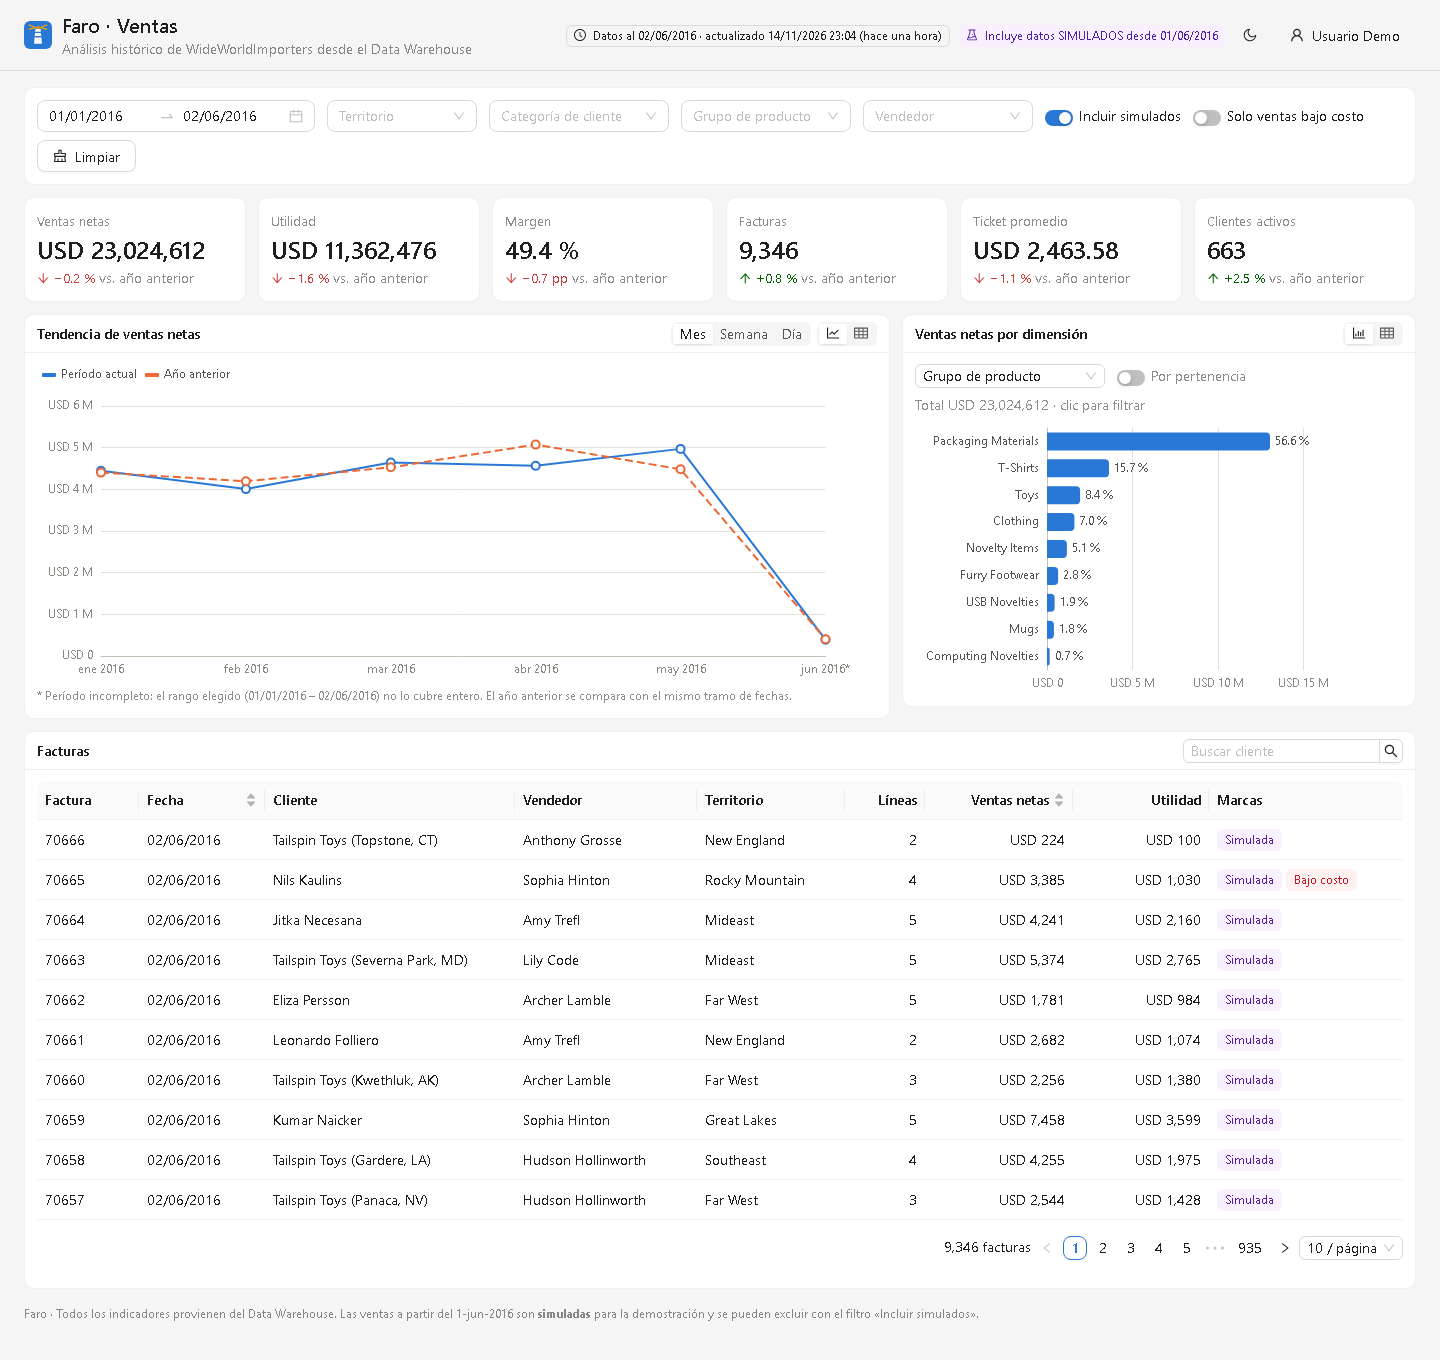 Faro · Ventas
Análisis histórico de WideWorldImporters desde el Data Warehouse
Datos al 02/06/2016 · actualizado 14/11/2026 23:04 (hace una hora)
Incluye datos SIMULADOS desde 01/06/2016
Usuario Demo
01/01/2016 → 02/06/2016
Territorio
Categoría de cliente
Grupo de producto
Vendedor
Incluir simulados
Solo ventas bajo costo
Limpiar
Ventas netas
USD 23,024,612
↓ −0.2 % vs. año anterior
Utilidad
USD 11,362,476
↓ −1.6 % vs. año anterior
Margen
49.4 %
↓ −0.7 pp vs. año anterior
Facturas
9,346
↑ +0.8 % vs. año anterior
Ticket promedio
USD 2,463.58
↓ −1.1 % vs. año anterior
Clientes activos
663
↑ +2.5 % vs. año anterior
Tendencia de ventas netas
Mes Semana Día
Período actual Año anterior
USD 6 M
USD 5 M
USD 4 M
USD 3 M
USD 2 M
USD 1 M
USD 0
ene 2016 feb 2016 mar 2016 abr 2016 may 2016 jun 2016*
* Período incompleto: el rango elegido (01/01/2016 – 02/06/2016) no lo cubre entero. El año anterior se compara con el mismo tramo de fechas.
Ventas netas por dimensión
Grupo de producto
Por pertenencia
Total USD 23,024,612 · clic para filtrar
Packaging Materials 56.6 %
T-Shirts 15.7 %
Toys 8.4 %
Clothing 7.0 %
Novelty Items 5.1 %
Furry Footwear 2.8 %
USB Novelties 1.9 %
Mugs 1.8 %
Computing Novelties 0.7 %
USD 0 USD 5 M USD 10 M USD 15 M
Facturas
Buscar cliente
Factura Fecha Cliente Vendedor Territorio Líneas Ventas netas Utilidad Marcas
70666 02/06/2016 Tailspin Toys (Topstone, CT) Anthony Grosse New England 2 USD 224 USD 100 Simulada
70665 02/06/2016 Nils Kaulins Sophia Hinton Rocky Mountain 4 USD 3,385 USD 1,030 Simulada Bajo costo
70664 02/06/2016 Jitka Necesana Amy Trefl Mideast 5 USD 4,241 USD 2,160 Simulada
70663 02/06/2016 Tailspin Toys (Severna Park, MD) Lily Code Mideast 5 USD 5,374 USD 2,765 Simulada
70662 02/06/2016 Eliza Persson Archer Lamble Far West 5 USD 1,781 USD 984 Simulada
70661 02/06/2016 Leonardo Folliero Amy Trefl New England 2 USD 2,682 USD 1,074 Simulada
70660 02/06/2016 Tailspin Toys (Kwethluk, AK) Archer Lamble Far West 3 USD 2,256 USD 1,380 Simulada
70659 02/06/2016 Kumar Naicker Sophia Hinton Great Lakes 5 USD 7,458 USD 3,599 Simulada
70658 02/06/2016 Tailspin Toys (Gardere, LA) Hudson Hollinworth Southeast 4 USD 4,255 USD 1,975 Simulada
70657 02/06/2016 Tailspin Toys (Panaca, NV) Hudson Hollinworth Far West 3 USD 2,544 USD 1,428 Simulada
9,346 facturas < 1 2 3 4 5 ••• 935 > 10 / página
Faro · Todos los indicadores provienen del Data Warehouse. Las ventas a partir del 1-jun-2016 son simuladas para la demostración y se pueden excluir con el filtro «Incluir simulados».